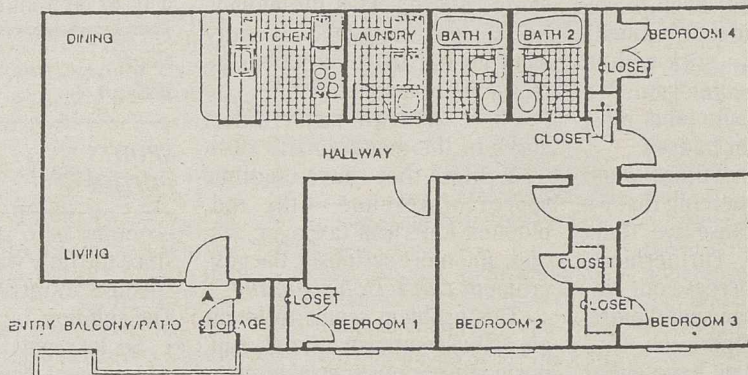 DINING
KITCHEN
LAUNDRY
BATH 1
BATH 2
BEDROOM 4
CLOSET
CLOSET
HALLWAY
LIVING
CLOSET
CLOSET
CLOSET
ENTRY BALCONY/PATIO
STORAGE
BEDROOM 1
BEDROOM 2
BEDROOM 3